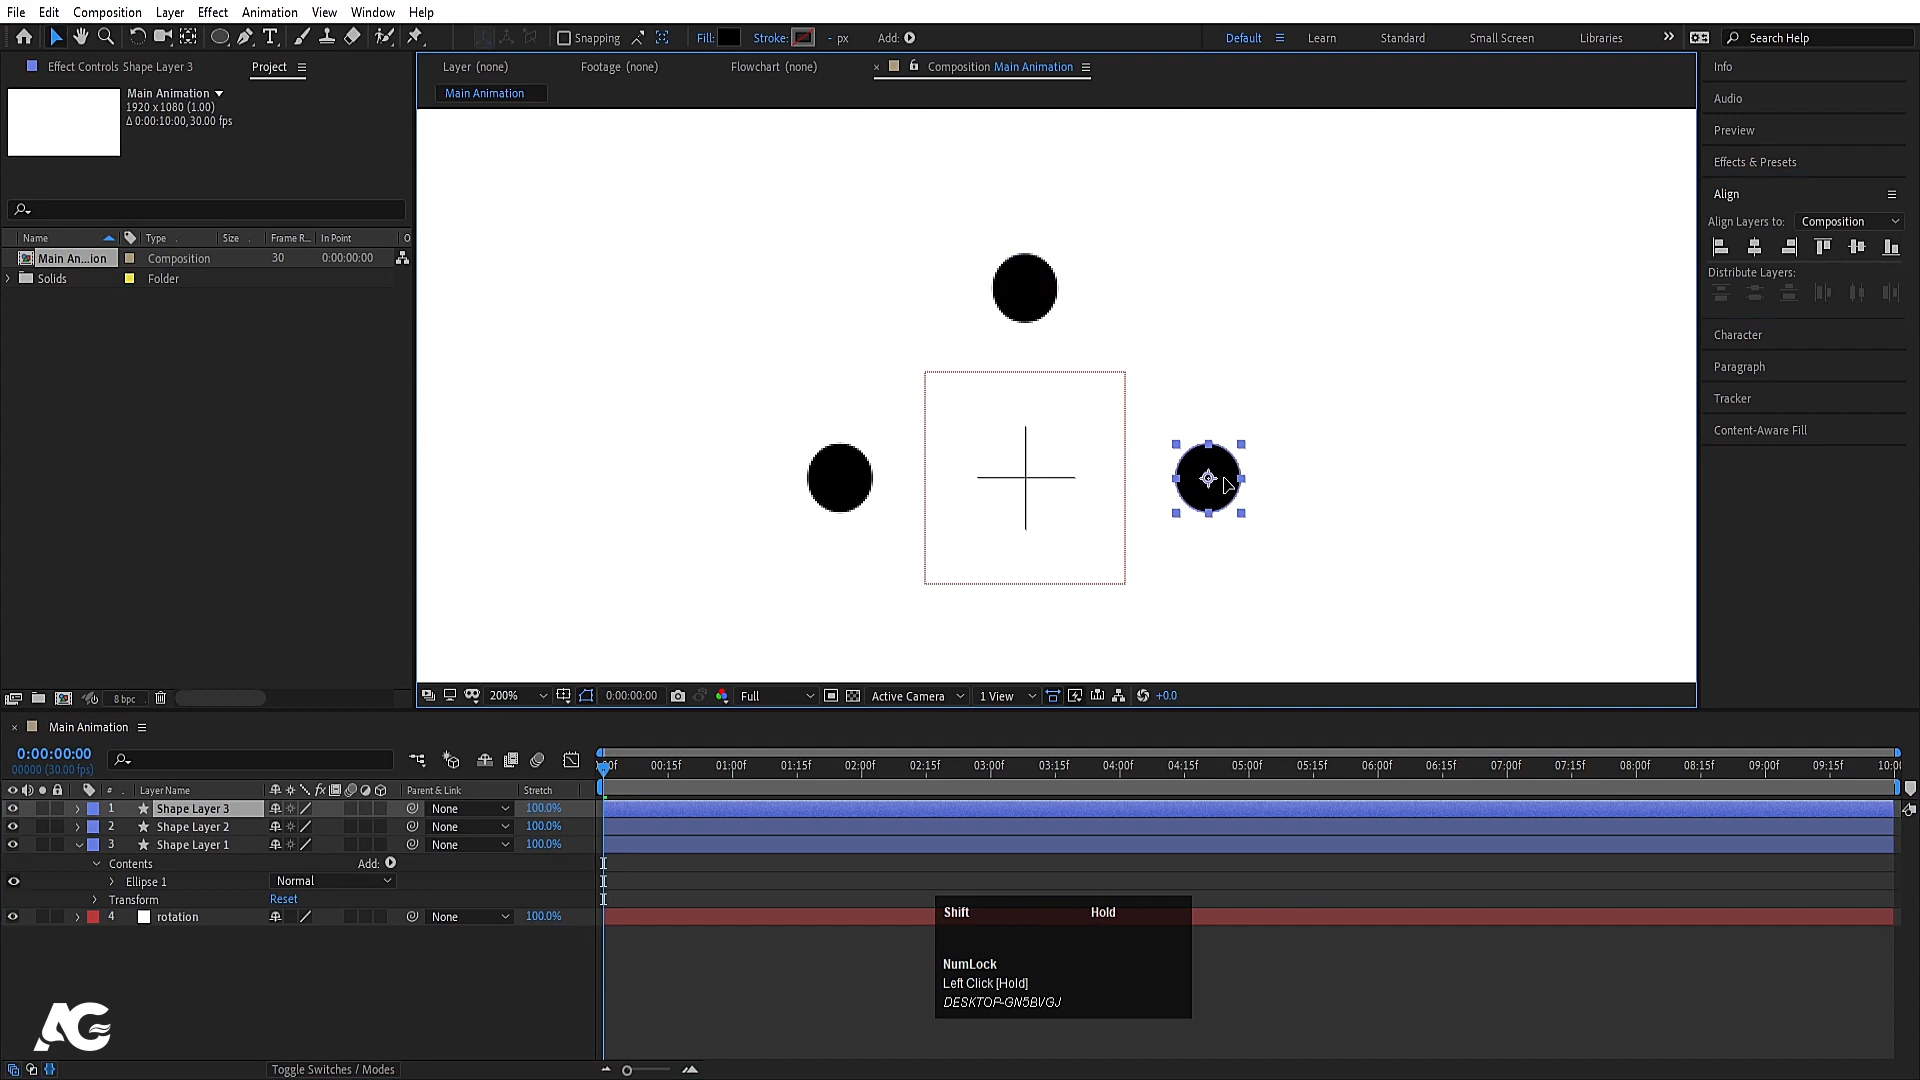 File Edit Composition Layer Effect Animation View Window Help
Snapping Fill: Stroke: - px Add: Default Learn Standard Small Screen Libraries Search Help
Effect Controls Shape Layer 3 Project
Layer (none) Footage (none) Flowchart (none) Composition Main Animation
Main Animation
Main Animation
1920 x 1080 (1.00)
Δ 0:00:10:00, 30.00 fps
Name Type Size Frame R... In Point O
Main An...ion Composition 30 0:00:00:00
Solids Folder
8 bpc
200% 0:00:00:00 Full Active Camera 1 View +0.0
Info
Audio
Preview
Effects & Presets
Align
Align Layers to: Composition
Distribute Layers:
Character
Paragraph
Tracker
Content-Aware Fill
Main Animation
0:00:00:00
00000 (30.00 fps)
:00f 00:15f 01:00f 01:15f 02:00f 02:15f 03:00f 03:15f 04:00f 04:15f 05:00f 05:15f 06:00f 06:15f 07:00f 07:15f 08:00f 08:15f 09:00f 09:15f 10:00
# Layer Name fx Parent & Link Stretch
1 Shape Layer 3 None 100.0%
2 Shape Layer 2 None 100.0%
3 Shape Layer 1 None 100.0%
Contents Add:
Ellipse 1 Normal
Transform Reset
4 rotation None 100.0%
Shift Hold
NumLock
Left Click [Hold]
DESKTOP-GN5BVGJ
AG
Toggle Switches / Modes